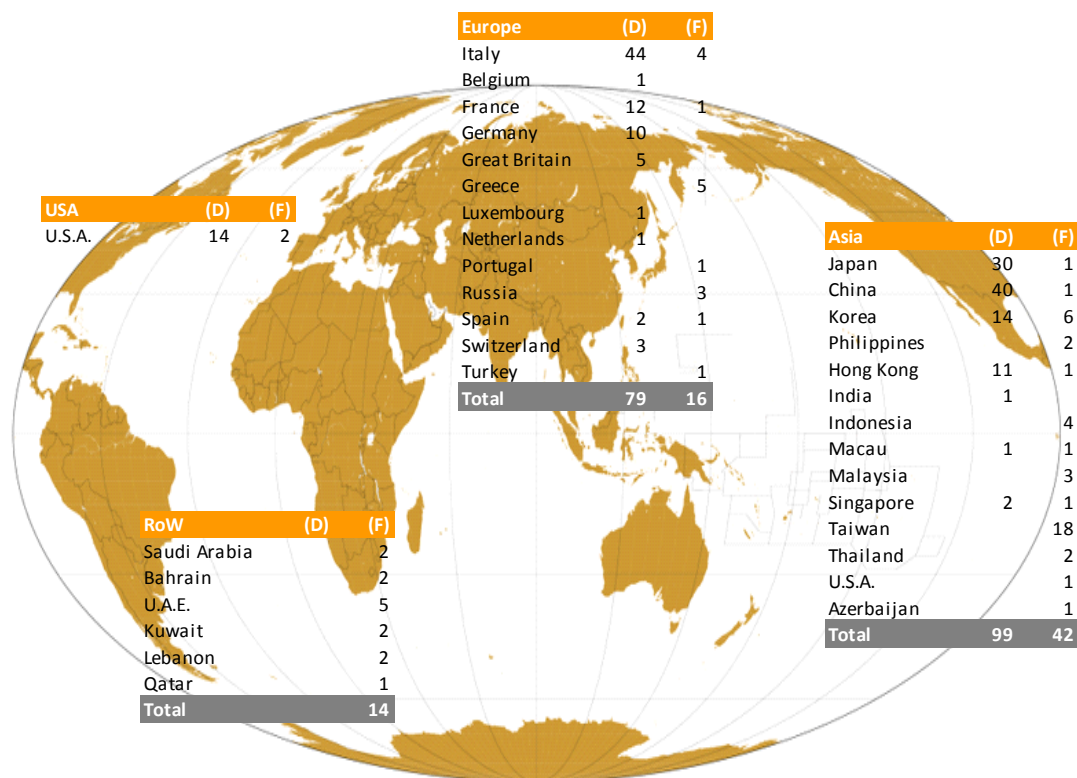 Europe (D) (F)
Italy 44 4
Belgium 1
France 12 1
Germany 10
Great Britain 5
Greece 5
Luxembourg 1
Netherlands 1
Portugal 1
Russia 3
Spain 2 1
Switzerland 3
Turkey 1
Total 79 16
USA (D) (F)
U.S.A. 14 2
Asia (D) (F)
Japan 30 1
China 40 1
Korea 14 6
Philippines 2
Hong Kong 11 1
India 1
Indonesia 4
Macau 1 1
Malaysia 3
Singapore 2 1
Taiwan 18
Thailand 2
U.S.A. 1
Azerbaijan 1
Total 99 42
RoW (D) (F)
Saudi Arabia 2
Bahrain 2
U.A.E. 5
Kuwait 2
Lebanon 2
Qatar 1
Total 14